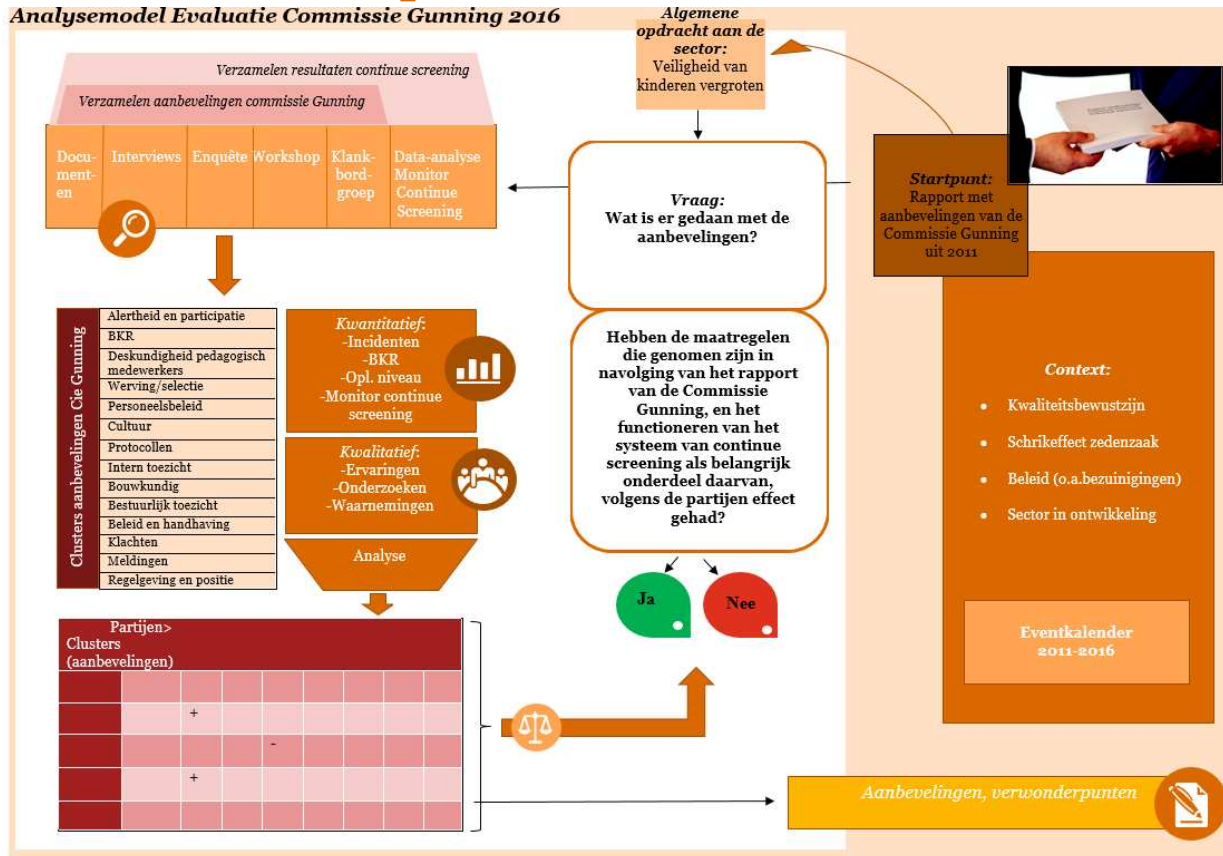 Analysemodel Evaluatie Commissie Gunning 2016
Algemene
opdracht aan de
sector:
Veiligheid van
kinderen vergroten
Verzamelen resultaten continue screening
Verzamelen aanbevelingen commissie Gunning
Docu-
ment-
en
Interviews
Enquête
Workshop
Klank-
bord-
groep
Data-analyse
Monitor
Continue
Screening
Vraag:
Wat is er gedaan met de
aanbevelingen?
Startpunt:
Rapport met
aanbevelingen van de
Commissie Gunning
uit 2011
Clusters aanbevelingen Cie Gunning
Alertheid en participatie
BKR
Deskundigheid pedagogisch
medewerkers
Werving/selectie
Personeelsbeleid
Cultuur
Protocollen
Intern toezicht
Bouwkundig
Bestuurlijk toezicht
Beleid en handhaving
Klachten
Meldingen
Regelgeving en positie
Kwantitatief:
-Incidenten
-BKR
-Opl. niveau
-Monitor continue
screening
Kwalitatief:
-Ervaringen
-Onderzoeken
-Waarnemingen
Analyse
Hebben de maatregelen
die genomen zijn in
navolging van het rapport
van de Commissie
Gunning, en het
functioneren van het
systeem van continue
screening als belangrijk
onderdeel daarvan,
volgens de partijen effect
gehad?
Ja
Nee
Context:
• Kwaliteitsbewustzijn
• Schrikeffect zedenzaak
• Beleid (o.a.bezuinigingen)
• Sector in ontwikkeling
Eventkalender
2011-2016
Partijen>
Clusters
(aanbevelingen)
+
-
+
Aanbevelingen, verwonderpunten